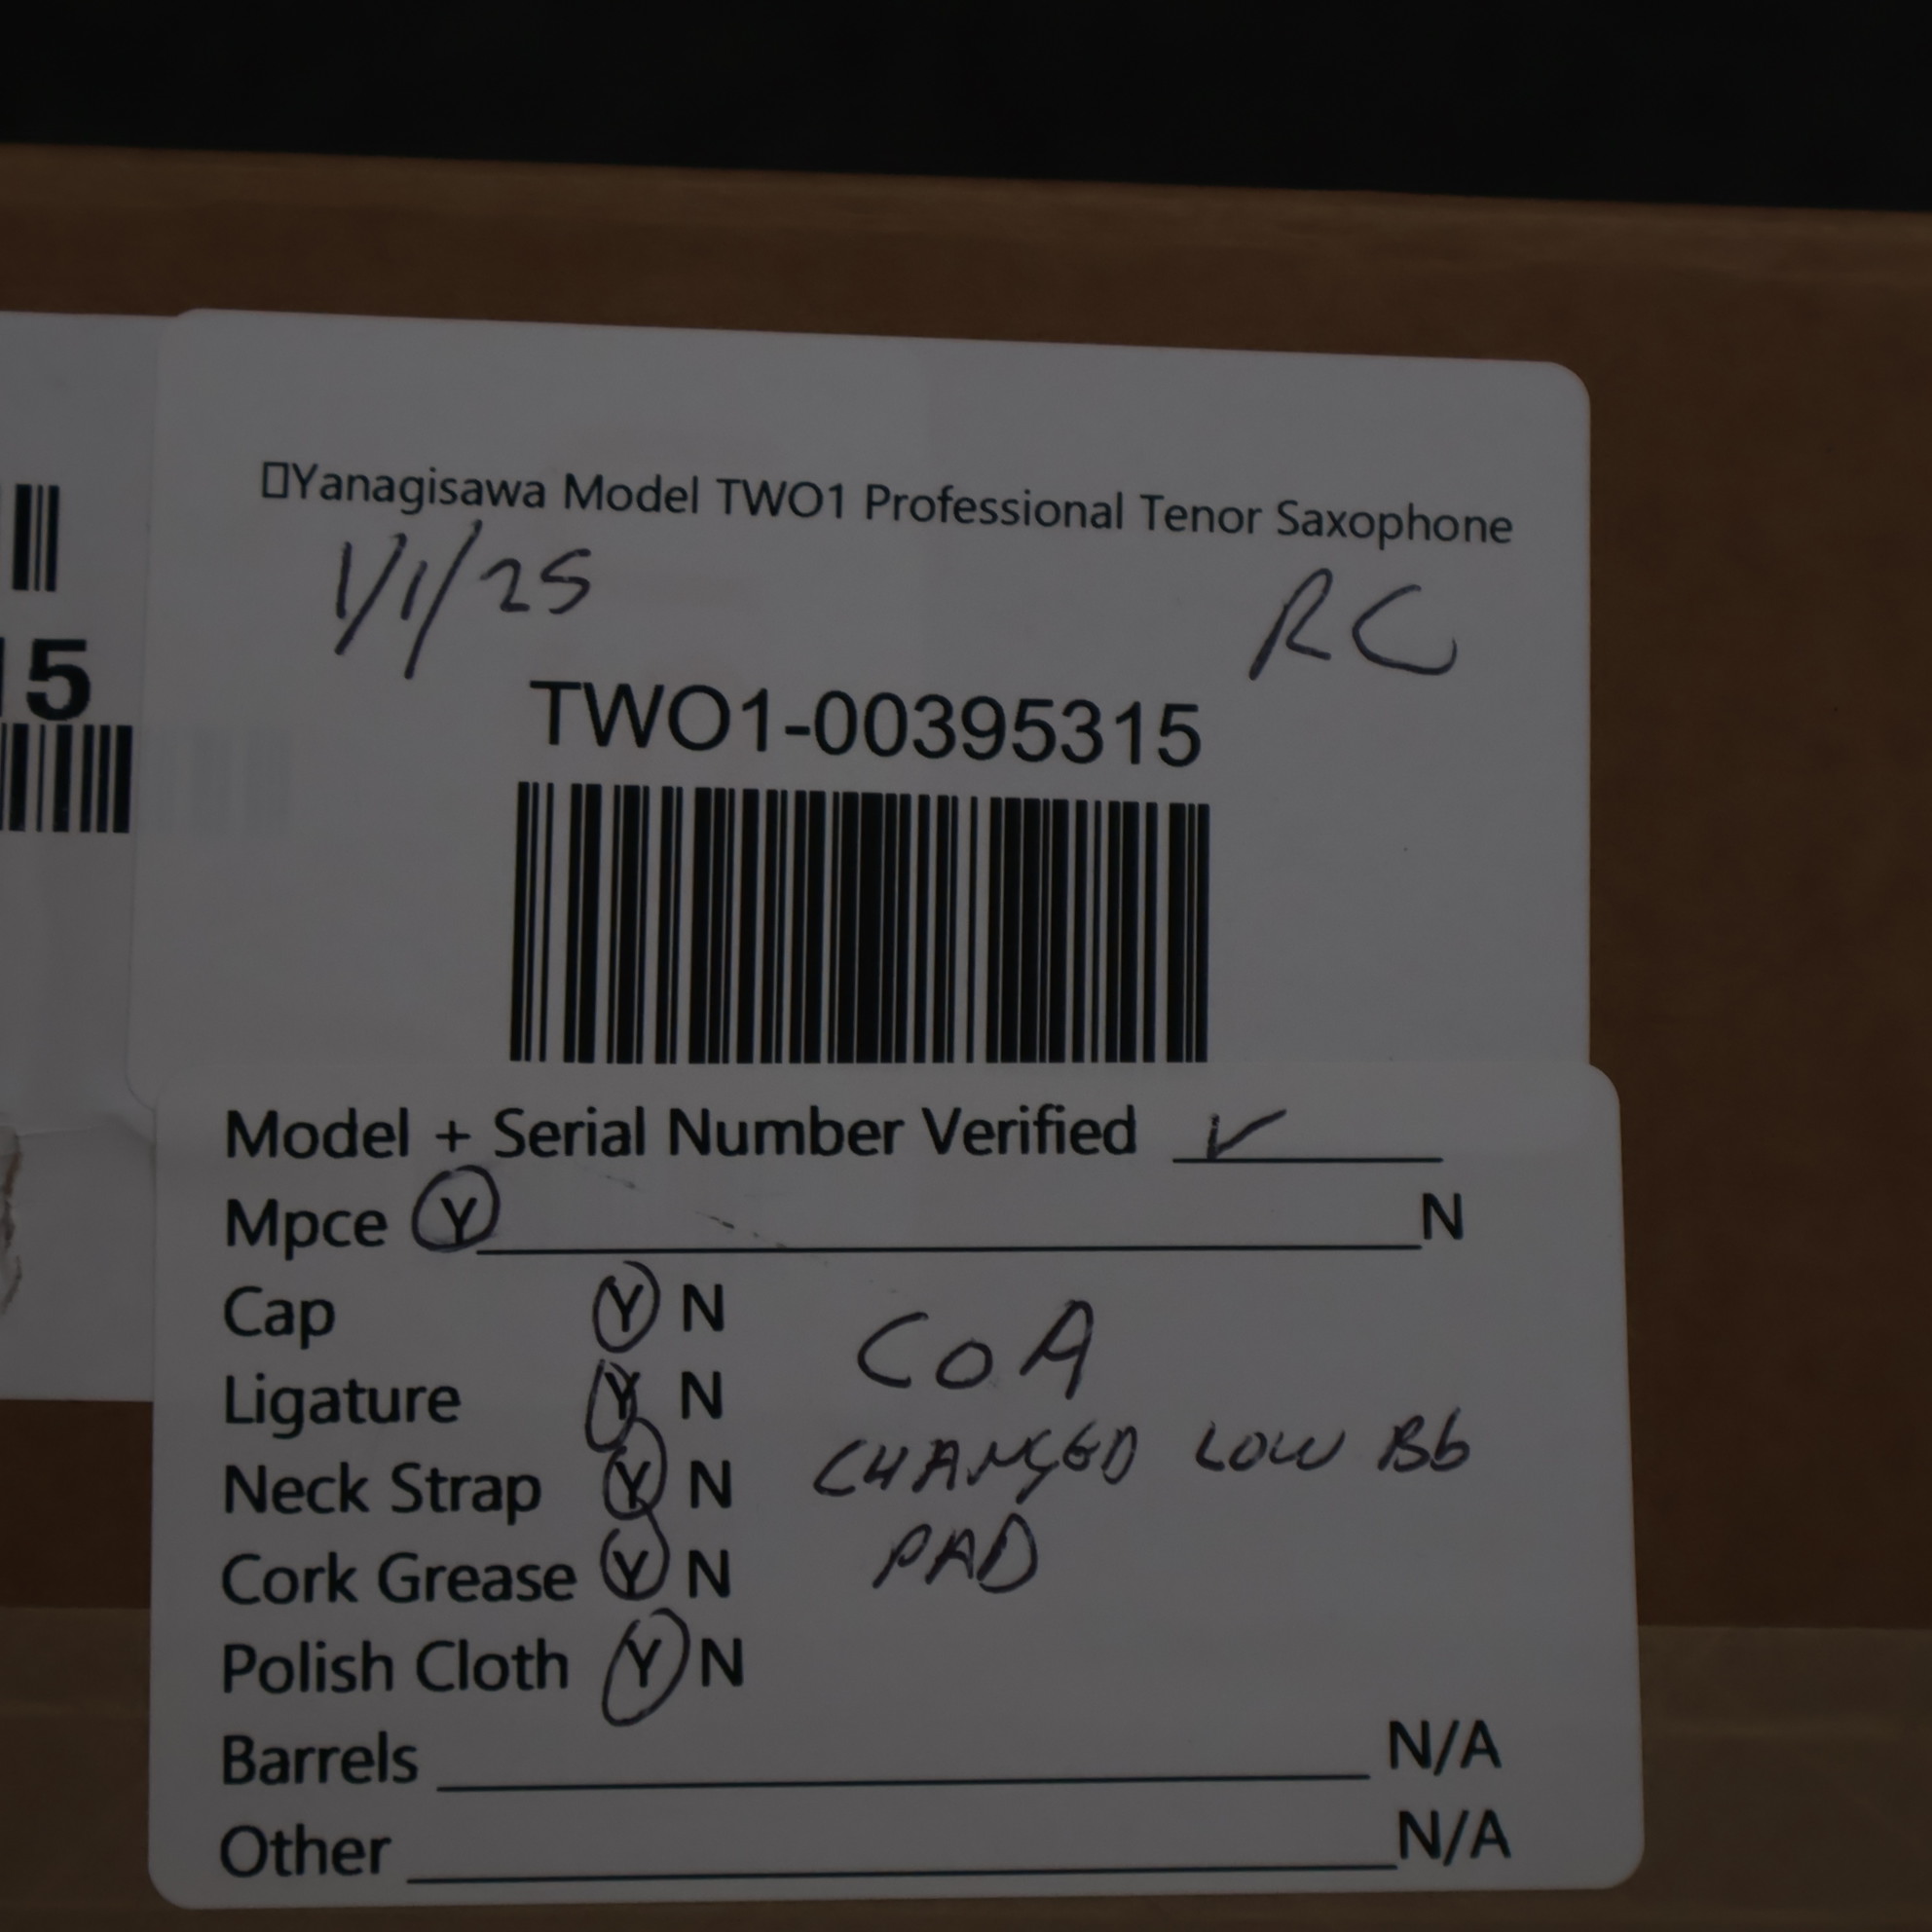 15
Yanagisawa Model TWO1 Professional Tenor Saxophone
1/1/25 RC
TWO1-00395315
Model + Serial Number Verified ✓
Mpce Y N
Cap Y N
CoA
Ligature Y N
CHANGED LOW Bb
Neck Strap Y N
PAD
Cork Grease Y N
Polish Cloth Y N
Barrels N/A
Other N/A